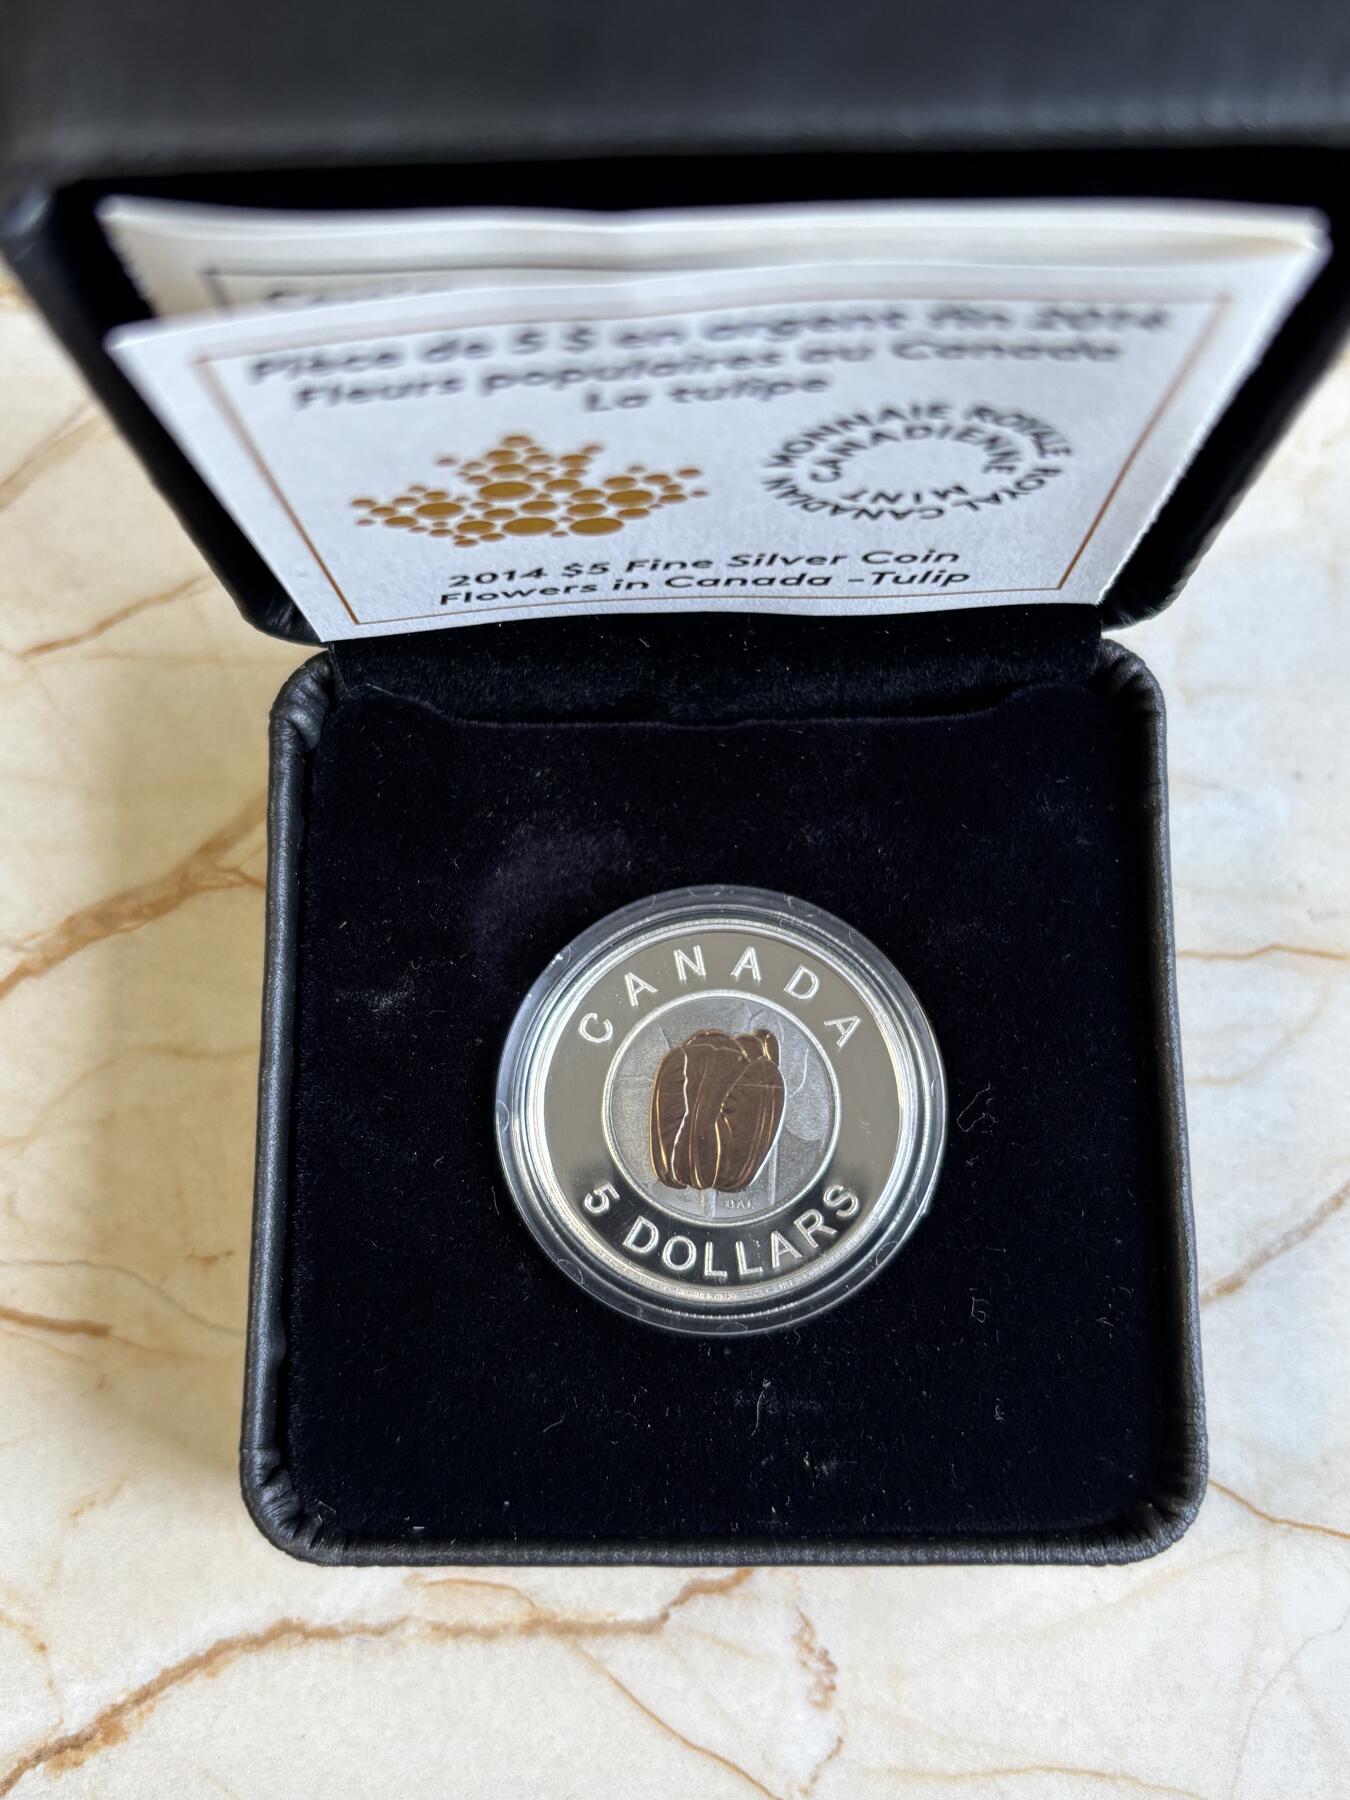 Pièce de 5 $ en argent fin 2014
Fleurs populaires au Canada
La tulipe
MONNAIE ROYALE CANADIENNE
ROYAL CANADIAN MINT
2014 $5 Fine Silver Coin
Flowers in Canada –Tulip
CANADA
BAL
5 DOLLARS